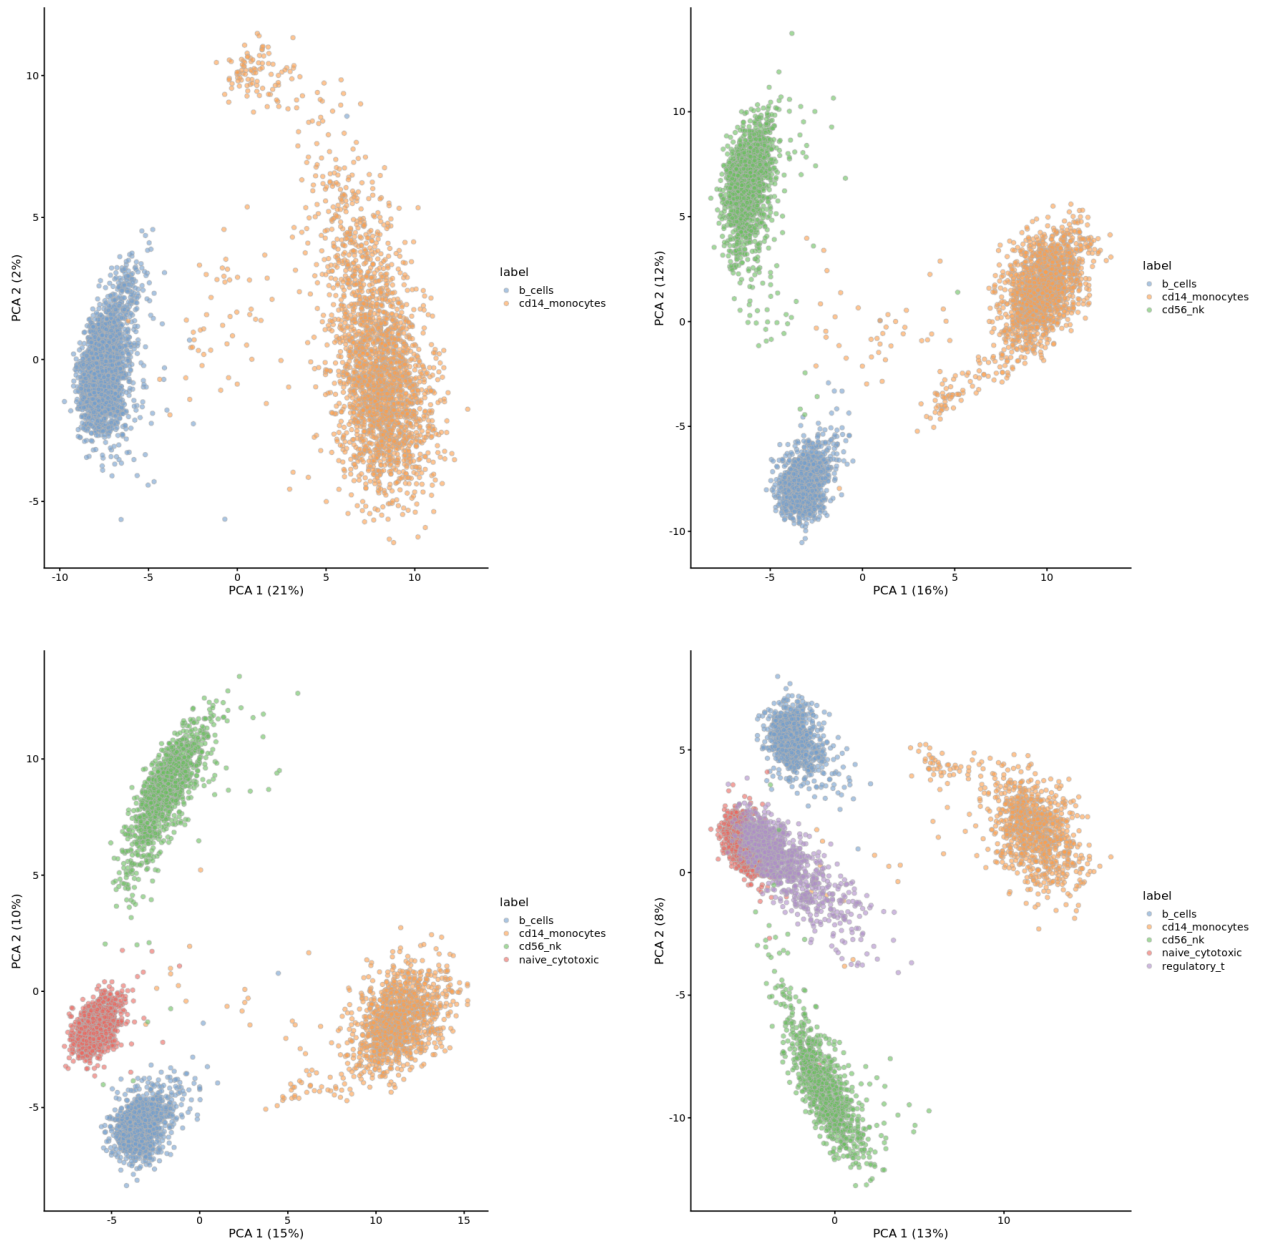 10
5
0
-5
PCA 2 (2%)
-10
-5
0
5
10
PCA 1 (21%)
label
b_cells
cd14_monocytes
10
5
0
-5
-10
PCA 2 (12%)
-5
0
5
10
PCA 1 (16%)
label
b_cells
cd14_monocytes
cd56_nk
10
5
0
-5
PCA 2 (10%)
-5
0
5
10
15
PCA 1 (15%)
label
b_cells
cd14_monocytes
cd56_nk
naive_cytotoxic
5
0
-5
-10
PCA 2 (8%)
0
10
PCA 1 (13%)
label
b_cells
cd14_monocytes
cd56_nk
naive_cytotoxic
regulatory_t